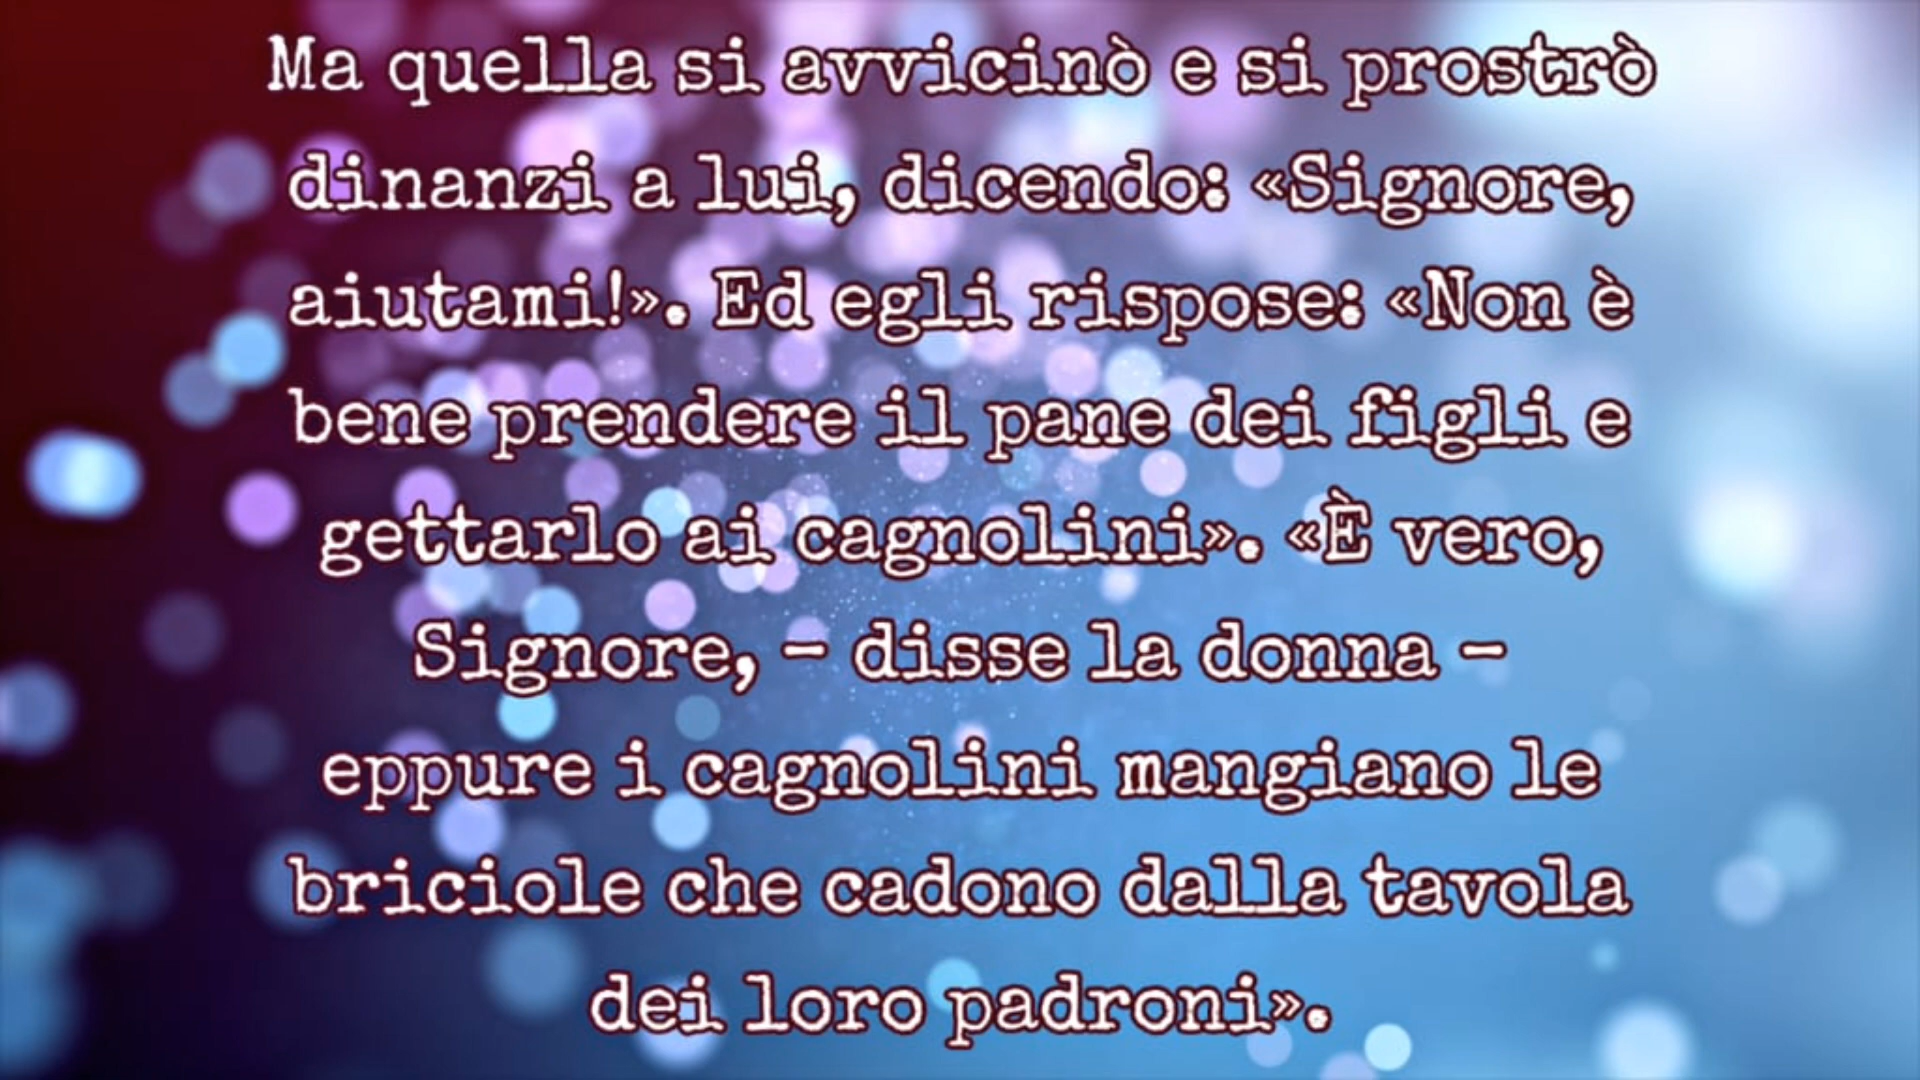 Ma quella si avvicinò e si prostrò
dinanzi a lui, dicendo: «Signore,
aiutami!». Ed egli rispose: «Non è
bene prendere il pane dei figli e
gettarlo ai cagnolini». «È vero,
Signore, – disse la donna –
eppure i cagnolini mangiano le
briciole che cadono dalla tavola
dei loro padroni».